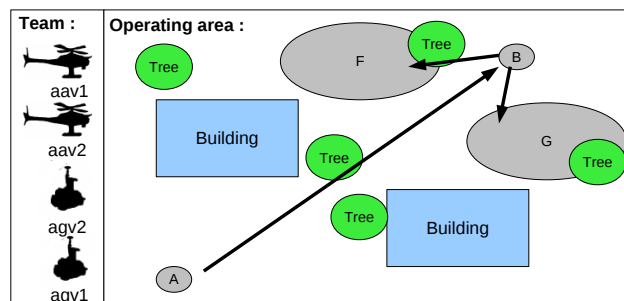 Team :
aav1
aav2
agv2
agv1
Operating area :
Tree
F
Tree
B
Building
Tree
G
Tree
Tree
Building
A